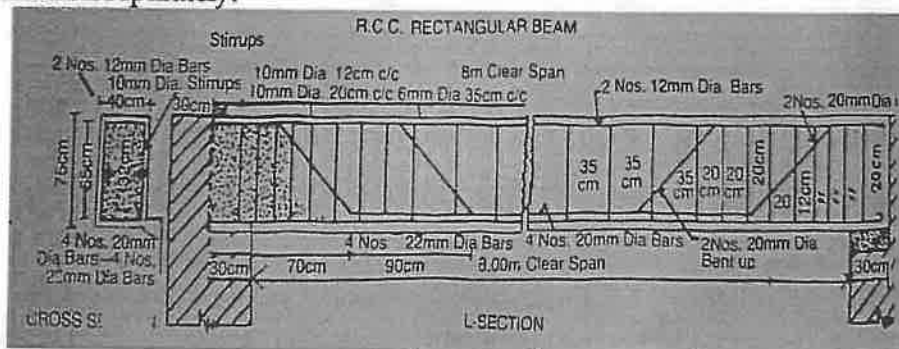 R.C.C. RECTANGULAR BEAM
Stirrups
2 Nos. 12mm Dia Bars
10mm Dia. Stirrups
40cm
30cm
10mm Dia 12cm c/c
10mm Dia. 20cm c/c 6mm Dia 35cm c/c
8m Clear Span
2 Nos. 12mm Dia Bars
2Nos. 20mm Dia
75cm
65cm
32cm
35 cm
35 cm
35 cm
20 cm
20 cm
20cm
20
12cm
"
"
"
20cm
4 Nos. 20mm
Dia Bars-4 Nos.
mm Dia Bars
4 Nos 22mm Dia Bars
4 Nos. 20mm Dia Bars
2Nos. 20mm Dia
Bent up
30cm
70cm
90cm
8.00m Clear Span
30cm
CROSS
L-SECTION